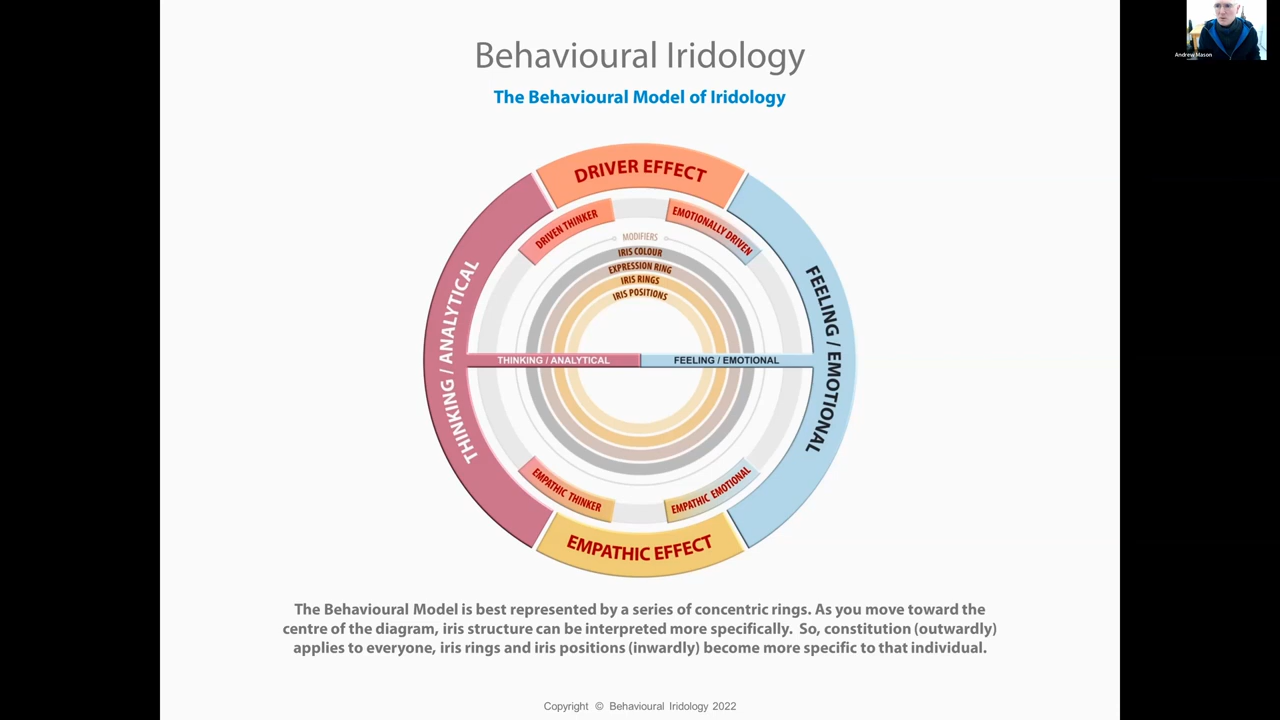 Behavioural Iridology
The Behavioural Model of Iridology
Andrew Mason
DRIVER EFFECT
DRIVEN THINKER
EMOTIONALLY DRIVEN
MODIFIERS
IRIS COLOUR
EXPRESSION RING
IRIS RINGS
IRIS POSITIONS
THINKING / ANALYTICAL
THINKING / ANALYTICAL
FEELING / EMOTIONAL
FEELING / EMOTIONAL
EMPATHIC THINKER
EMPATHIC EMOTIONAL
EMPATHIC EFFECT
The Behavioural Model is best represented by a series of concentric rings. As you move toward the
centre of the diagram, iris structure can be interpreted more specifically.  So, constitution (outwardly)
applies to everyone, iris rings and iris positions (inwardly) become more specific to that individual.
Copyright © Behavioural Iridology 2022